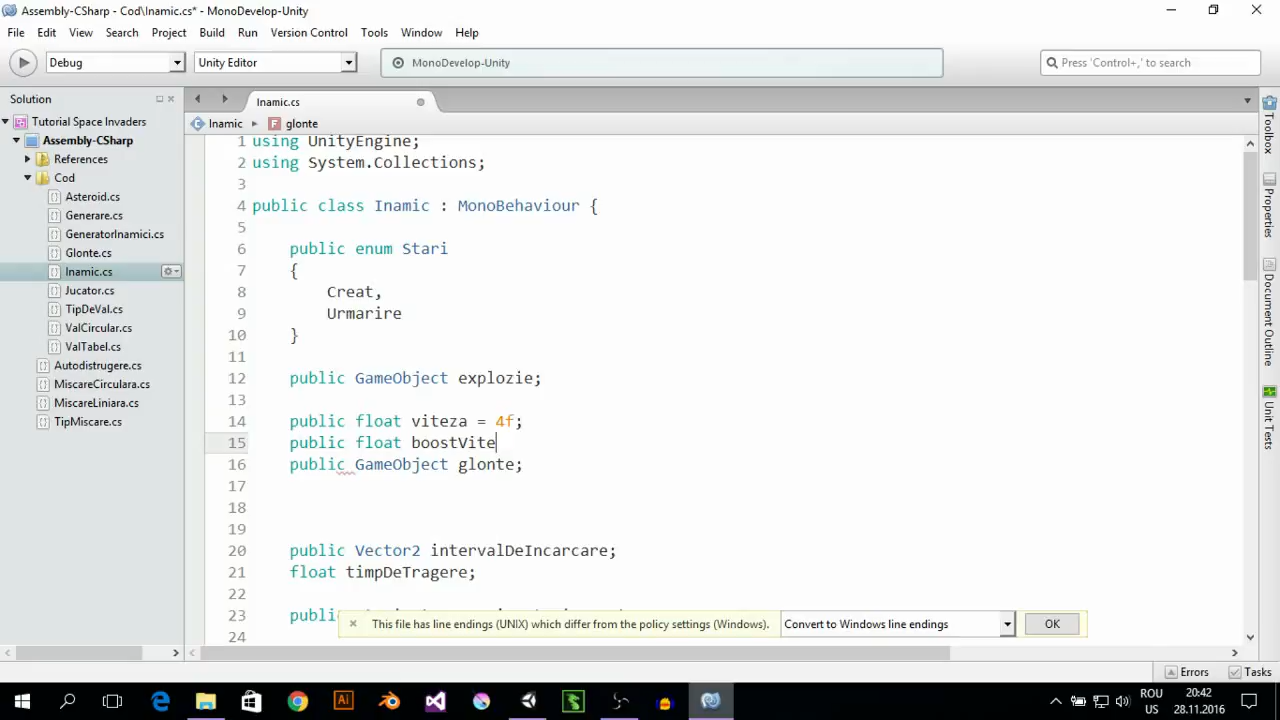 Assembly-CSharp - Cod\Inamic.cs* - MonoDevelop-Unity
File Edit View Search Project Build Run Version Control Tools Window Help
Debug Unity Editor MonoDevelop-Unity Press 'Control+,' to search
Solution
Tutorial Space Invaders
Assembly-CSharp
References
Cod
Asteroid.cs
Generare.cs
GeneratorInamici.cs
Glonte.cs
Inamic.cs
Jucator.cs
TipDeVal.cs
ValCircular.cs
ValTabel.cs
Autodistrugere.cs
MiscareCirculara.cs
MiscareLiniara.cs
TipMiscare.cs
Inamic.cs
Inamic glonte
1 using UnityEngine;
2 using System.Collections;
3
4 public class Inamic : MonoBehaviour {
5
6 public enum Stari
7 {
8 Creat,
9 Urmarire
10 }
11
12 public GameObject explozie;
13
14 public float viteza = 4f;
15 public float boostVite
16 public GameObject glonte;
17
18
19
20 public Vector2 intervalDeIncarcare;
21 float timpDeTragere;
22
23 public
24
This file has line endings (UNIX) which differ from the policy settings (Windows). Convert to Windows line endings OK
Toolbox
Properties
Document Outline
Unit Tests
Errors Tasks
ROU
US
20:42
28.11.2016